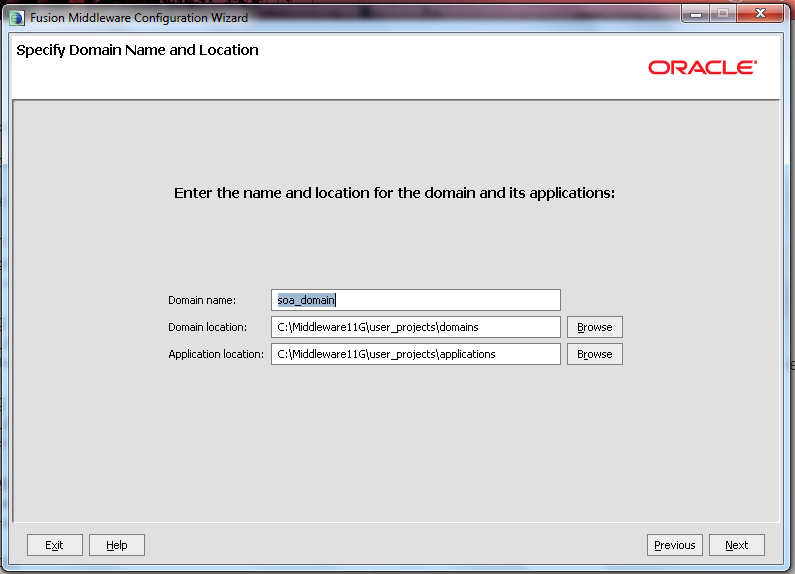 Fusion Middleware Configuration Wizard
Specify Domain Name and Location
ORACLE
Enter the name and location for the domain and its applications:
Domain name: soa_domain
Domain location: C:\Middleware11G\user_projects\domains Browse
Application location: C:\Middleware11G\user_projects\applications Browse
Exit Help Previous Next